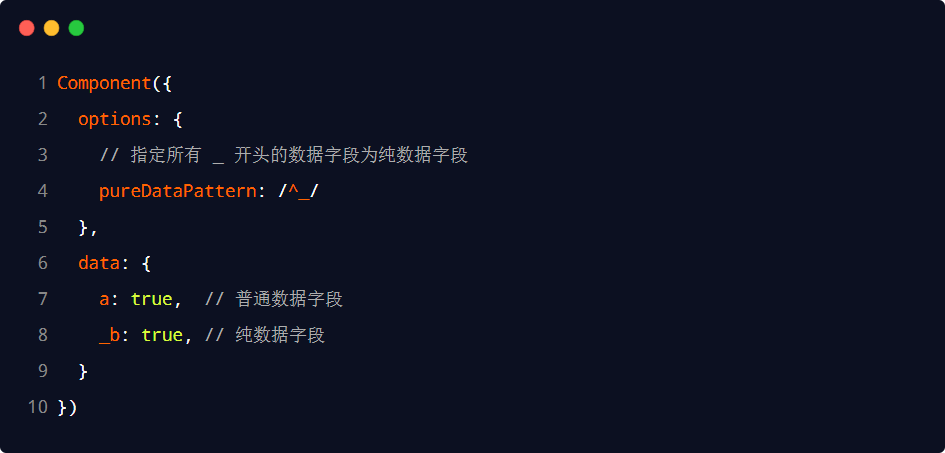 1 Component({
2   options: {
3     // 指定所有 _ 开头的数据字段为纯数据字段
4     pureDataPattern: /^_/
5   },
6   data: {
7     a: true,  // 普通数据字段
8     _b: true, // 纯数据字段
9   }
10 })